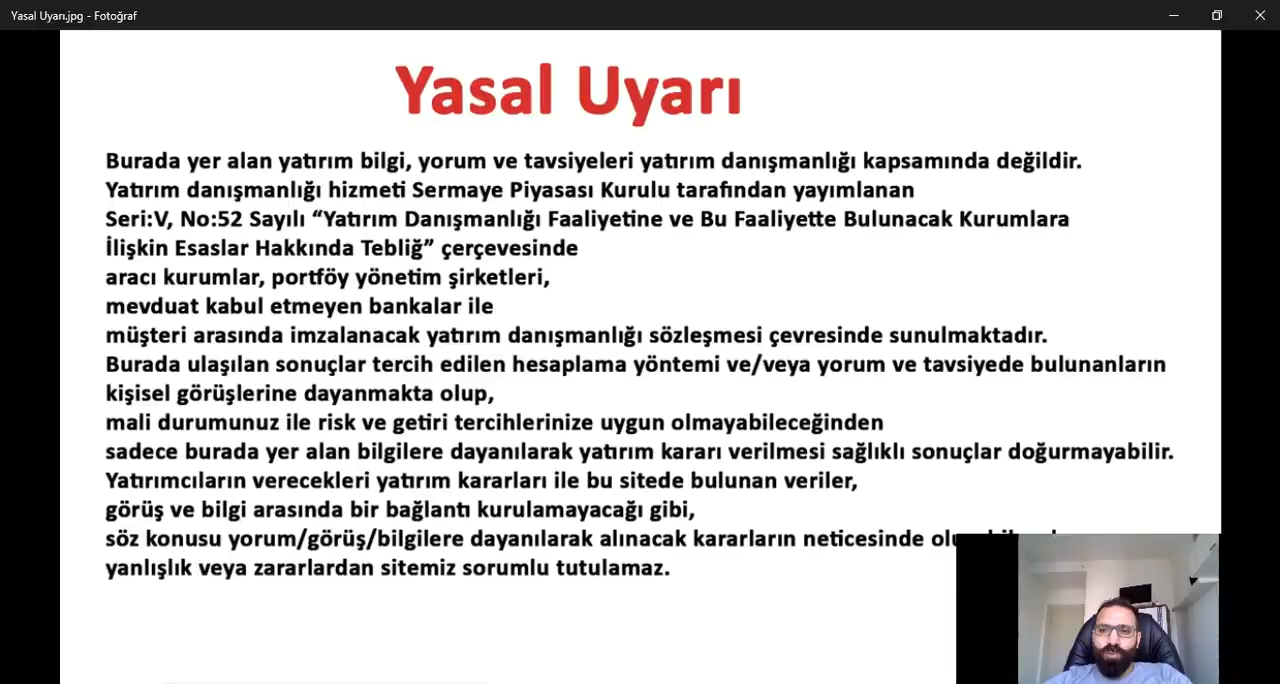 Yasal Uyarı.jpg - Fotoğraf
Yasal Uyarı
Burada yer alan yatırım bilgi, yorum ve tavsiyeleri yatırım danışmanlığı kapsamında değildir.
Yatırım danışmanlığı hizmeti Sermaye Piyasası Kurulu tarafından yayımlanan
Seri:V, No:52 Sayılı “Yatırım Danışmanlığı Faaliyetine ve Bu Faaliyette Bulunacak Kurumlara
İlişkin Esaslar Hakkında Tebliğ” çerçevesinde
aracı kurumlar, portföy yönetim şirketleri,
mevduat kabul etmeyen bankalar ile
müşteri arasında imzalanacak yatırım danışmanlığı sözleşmesi çevresinde sunulmaktadır.
Burada ulaşılan sonuçlar tercih edilen hesaplama yöntemi ve/veya yorum ve tavsiyede bulunanların
kişisel görüşlerine dayanmakta olup,
mali durumunuz ile risk ve getiri tercihlerinize uygun olmayabileceğinden
sadece burada yer alan bilgilere dayanılarak yatırım kararı verilmesi sağlıklı sonuçlar doğurmayabilir.
Yatırımcıların verecekleri yatırım kararları ile bu sitede bulunan veriler,
görüş ve bilgi arasında bir bağlantı kurulamayacağı gibi,
söz konusu yorum/görüş/bilgilere dayanılarak alınacak kararların neticesinde
yanlışlık veya zararlardan sitemiz sorumlu tutulamaz.